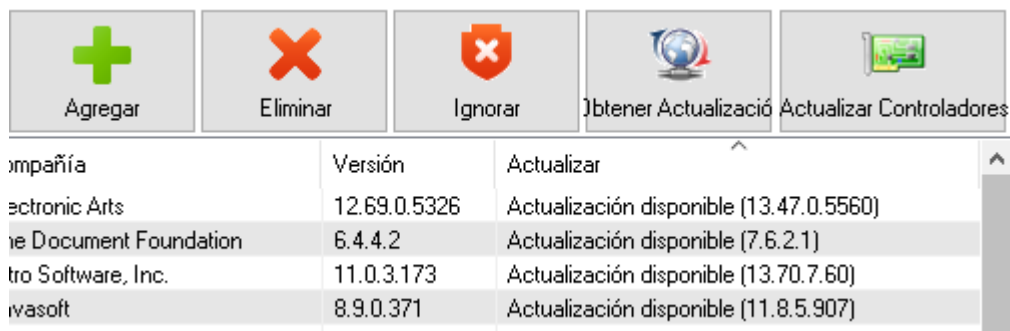 Agregar Eliminar Ignorar Obtener Actualizació Actualizar Controladores
ompañía Versión Actualizar
ectronic Arts 12.69.0.5326 Actualización disponible (13.47.0.5560)
he Document Foundation 6.4.4.2 Actualización disponible (7.6.2.1)
tro Software, Inc. 11.0.3.173 Actualización disponible (13.70.7.60)
avasoft 8.9.0.371 Actualización disponible (11.8.5.907)